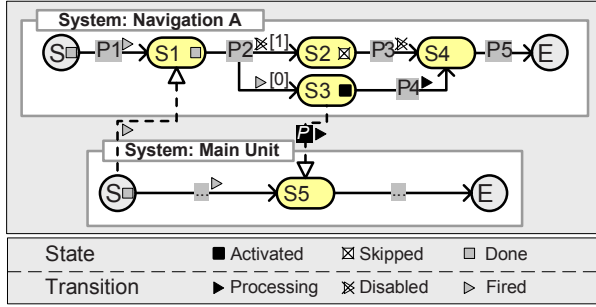 System: Navigation A
S P1 S1 P2 [1] S2 P3 S4 P5 E
[0] S3 P4
P
System: Main Unit
S ... S5 ... E
State Activated Skipped Done
Transition Processing Disabled Fired